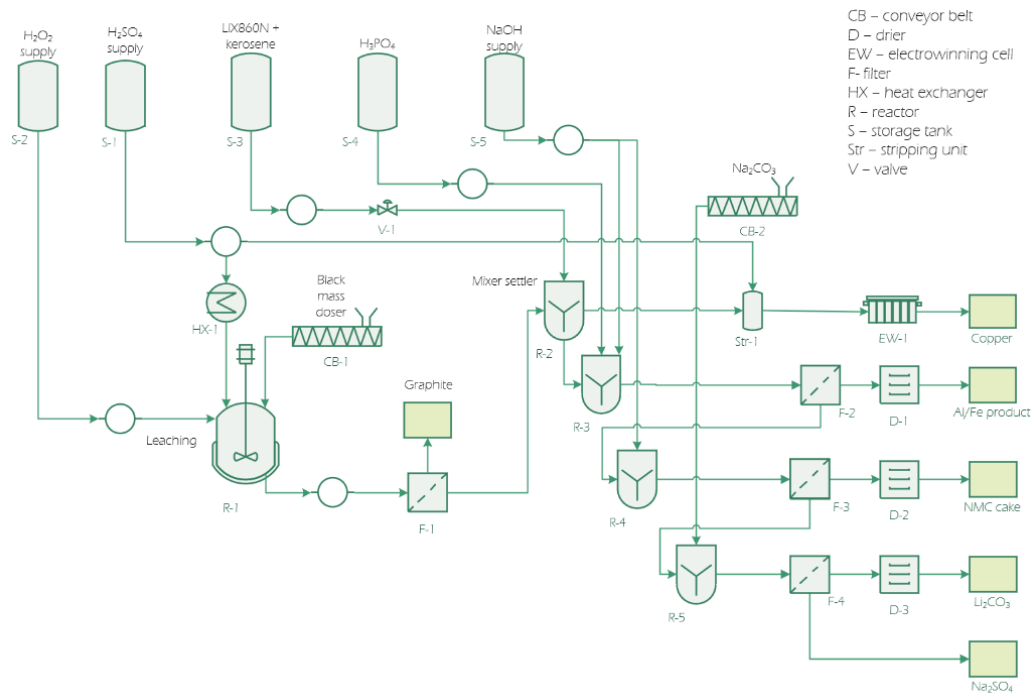 H₂O₂
supply
H₂SO₄
supply
LIX860N +
kerosene
H₃PO₄
NaOH
supply
CB – conveyor belt
D – drier
EW – electrowinning cell
F- filter
HX – heat exchanger
R – reactor
S – storage tank
Str – stripping unit
V – valve
S-2
S-1
S-3
S-4
S-5
Na₂CO₃
V-1
CB-2
Black
mass
doser
Mixer settler
HX-1
CB-1
R-2
Str-1
EW-1
Copper
Graphite
R-3
F-2
D-1
Al/Fe product
Leaching
R-1
F-1
R-4
F-3
D-2
NMC cake
R-5
F-4
D-3
Li₂CO₃
Na₂SO₄